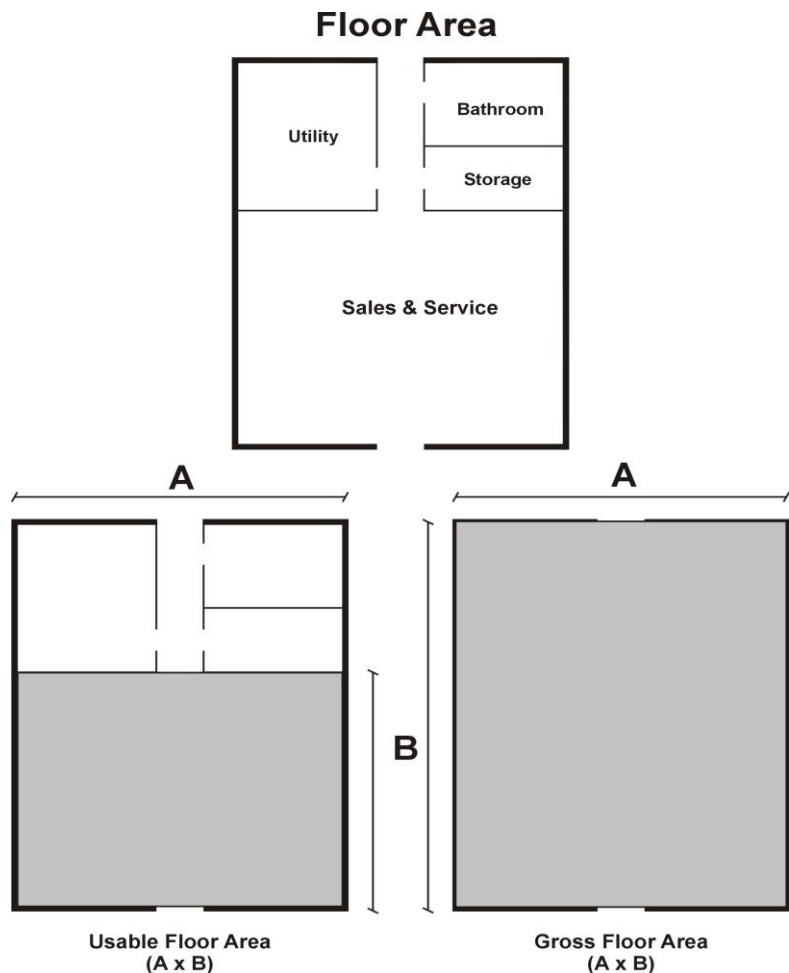 Floor Area
Utility
Bathroom
Storage
Sales & Service
A
A
B
Usable Floor Area
(A x B)
Gross Floor Area
(A x B)